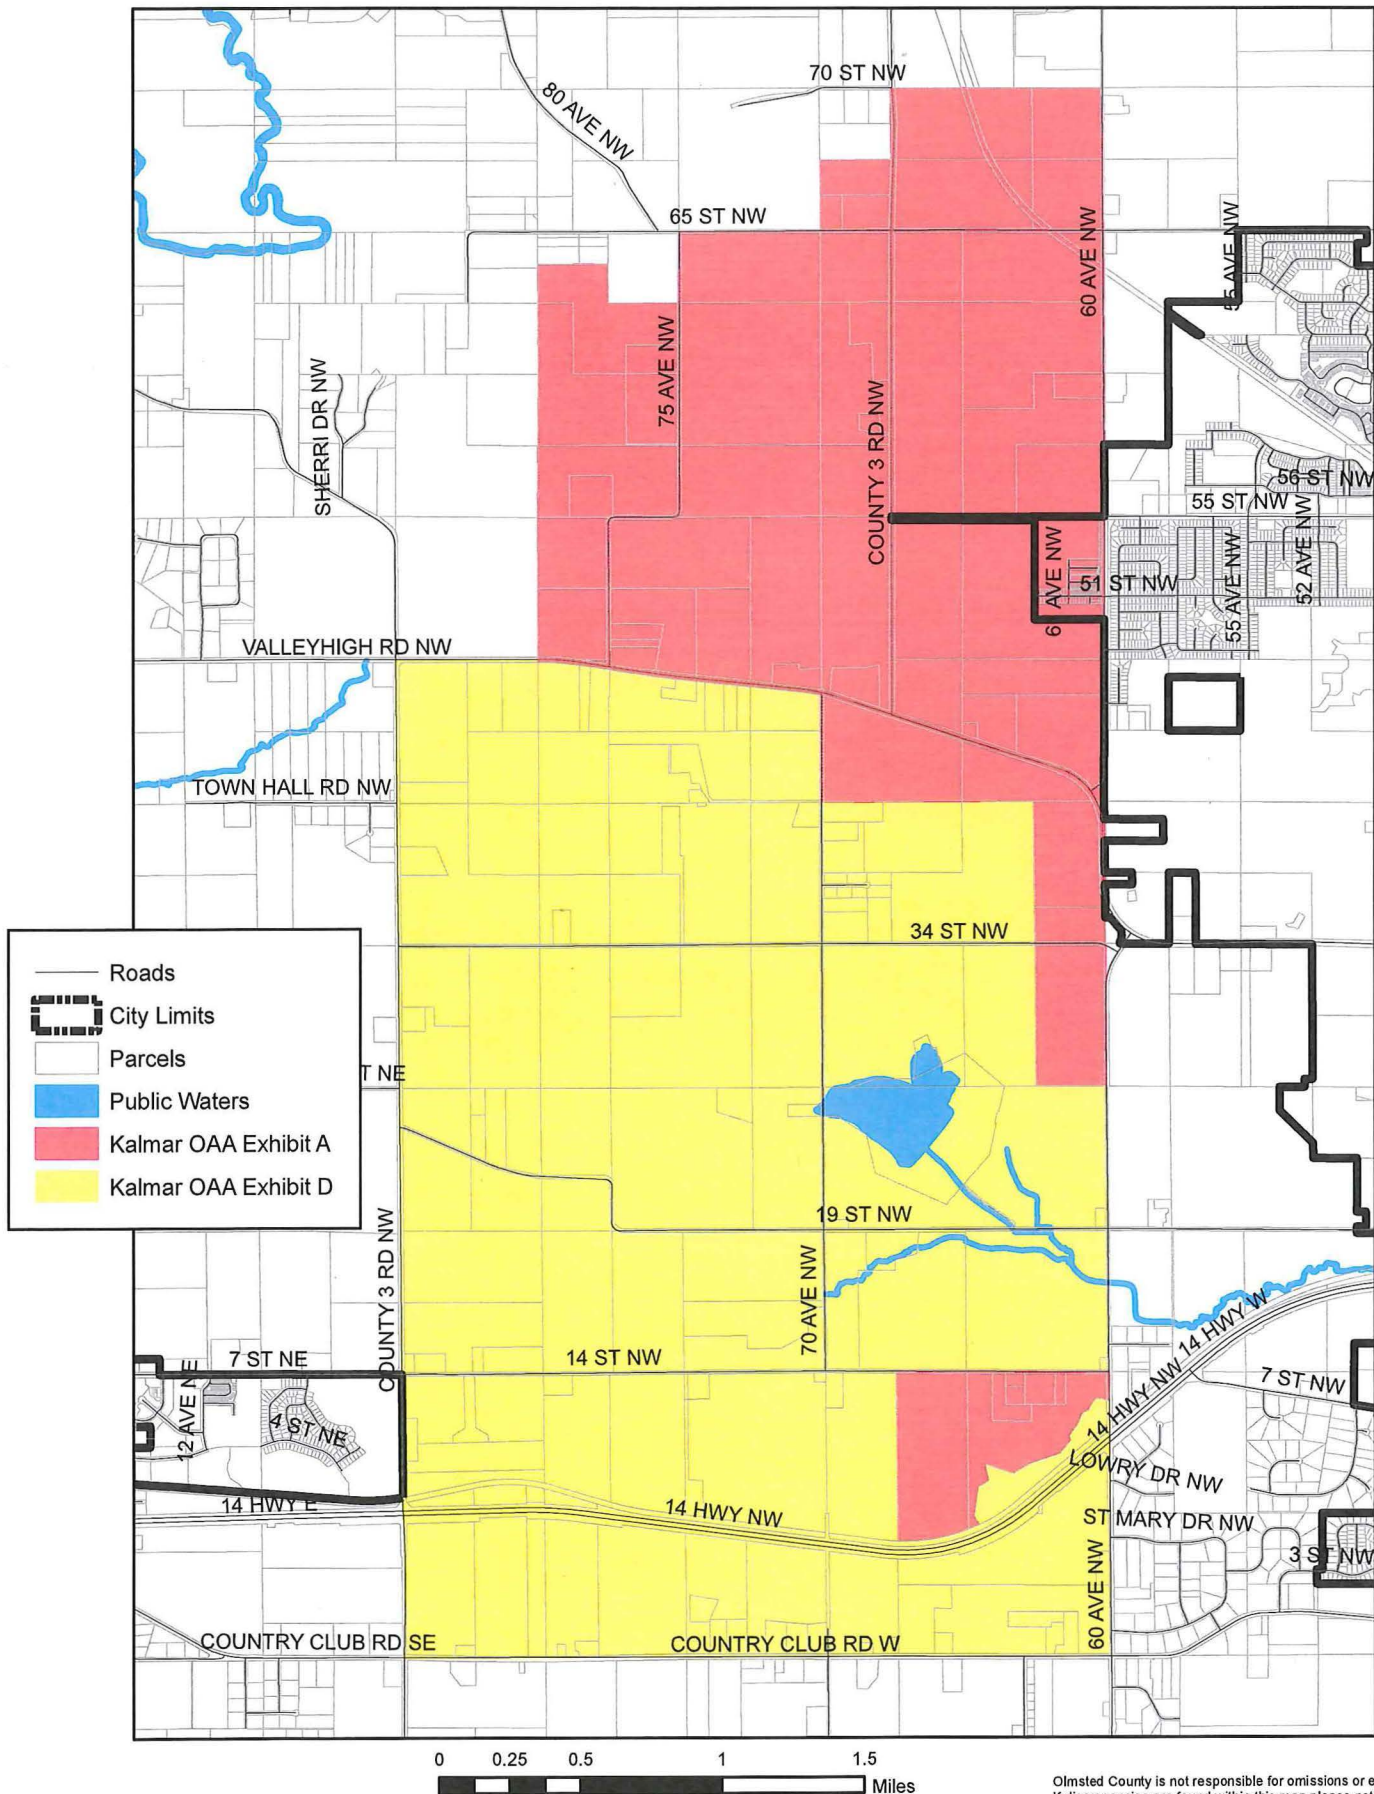 70 ST NW
80 AVE NW
65 ST NW
55 AVE NW
60 AVE NW
75 AVE NW
SHERRI DR NW
COUNTY 3 RD NW
56 ST NW
55 ST NW
52 AVE NW
AVE NW
51 ST NW
55 AVE NW
VALLEYHIGH RD NW
TOWN HALL RD NW
34 ST NW
Roads
City Limits
Parcels
Public Waters
Kalmar OAA Exhibit A
Kalmar OAA Exhibit D
T NE
19 ST NW
COUNTY 3 RD NW
70 AVE NW
14 HWY W
7 ST NE
14 ST NW
14 HWY NW
7 ST NW
12 AVE NE
4 ST NE
LOWRY DR NW
14 HWY E
14 HWY NW
ST MARY DR NW
3 ST NW
60 AVE NW
COUNTRY CLUB RD SE
COUNTRY CLUB RD W
0 0.25 0.5 1 1.5
Miles
Olmsted County is not responsible for omissions or e